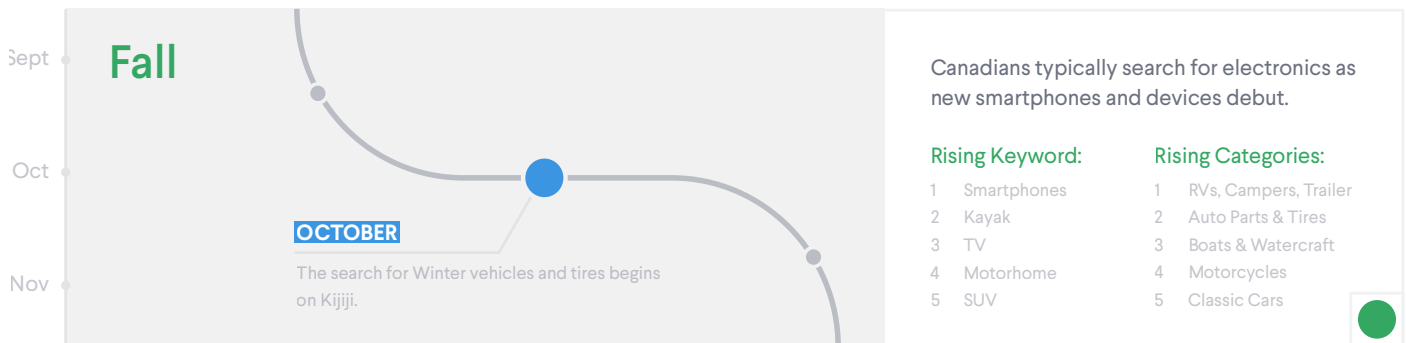 Sept
Oct
Nov
Fall
OCTOBER
The search for Winter vehicles and tires begins
on Kijiji.
Canadians typically search for electronics as
new smartphones and devices debut.
Rising Keyword:
1 Smartphones
2 Kayak
3 TV
4 Motorhome
5 SUV
Rising Categories:
1 RVs, Campers, Trailer
2 Auto Parts & Tires
3 Boats & Watercraft
4 Motorcycles
5 Classic Cars